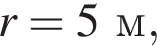 r = 5 м,